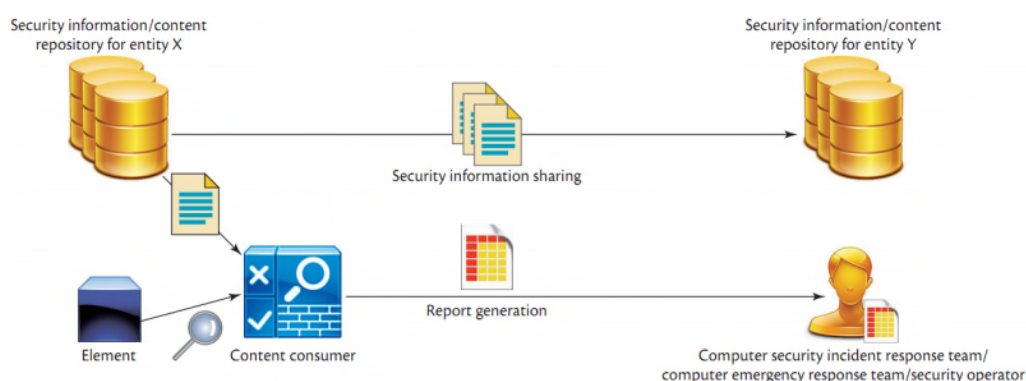 Security information/content
repository for entity X
Security information/content
repository for entity Y
Security information sharing
Report generation
Element
Content consumer
Computer security incident response team/
computer emergency response team/security operator